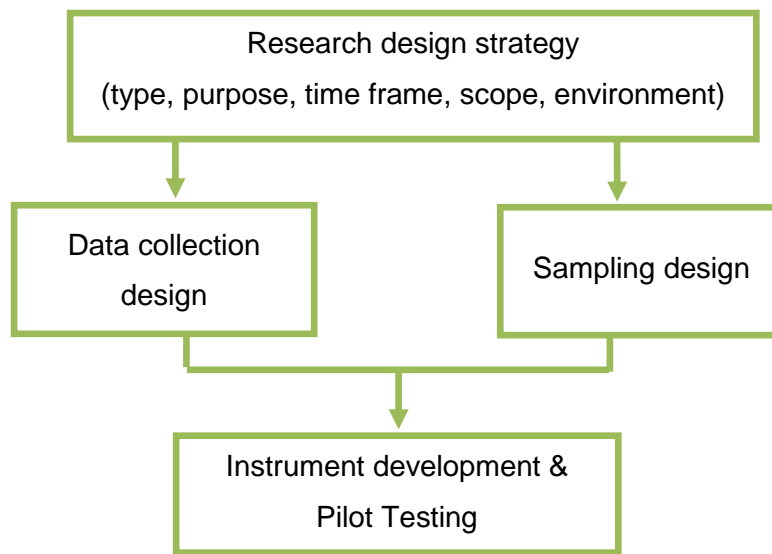 Research design strategy
(type, purpose, time frame, scope, environment)
Data collection
design
Sampling design
Instrument development &
Pilot Testing